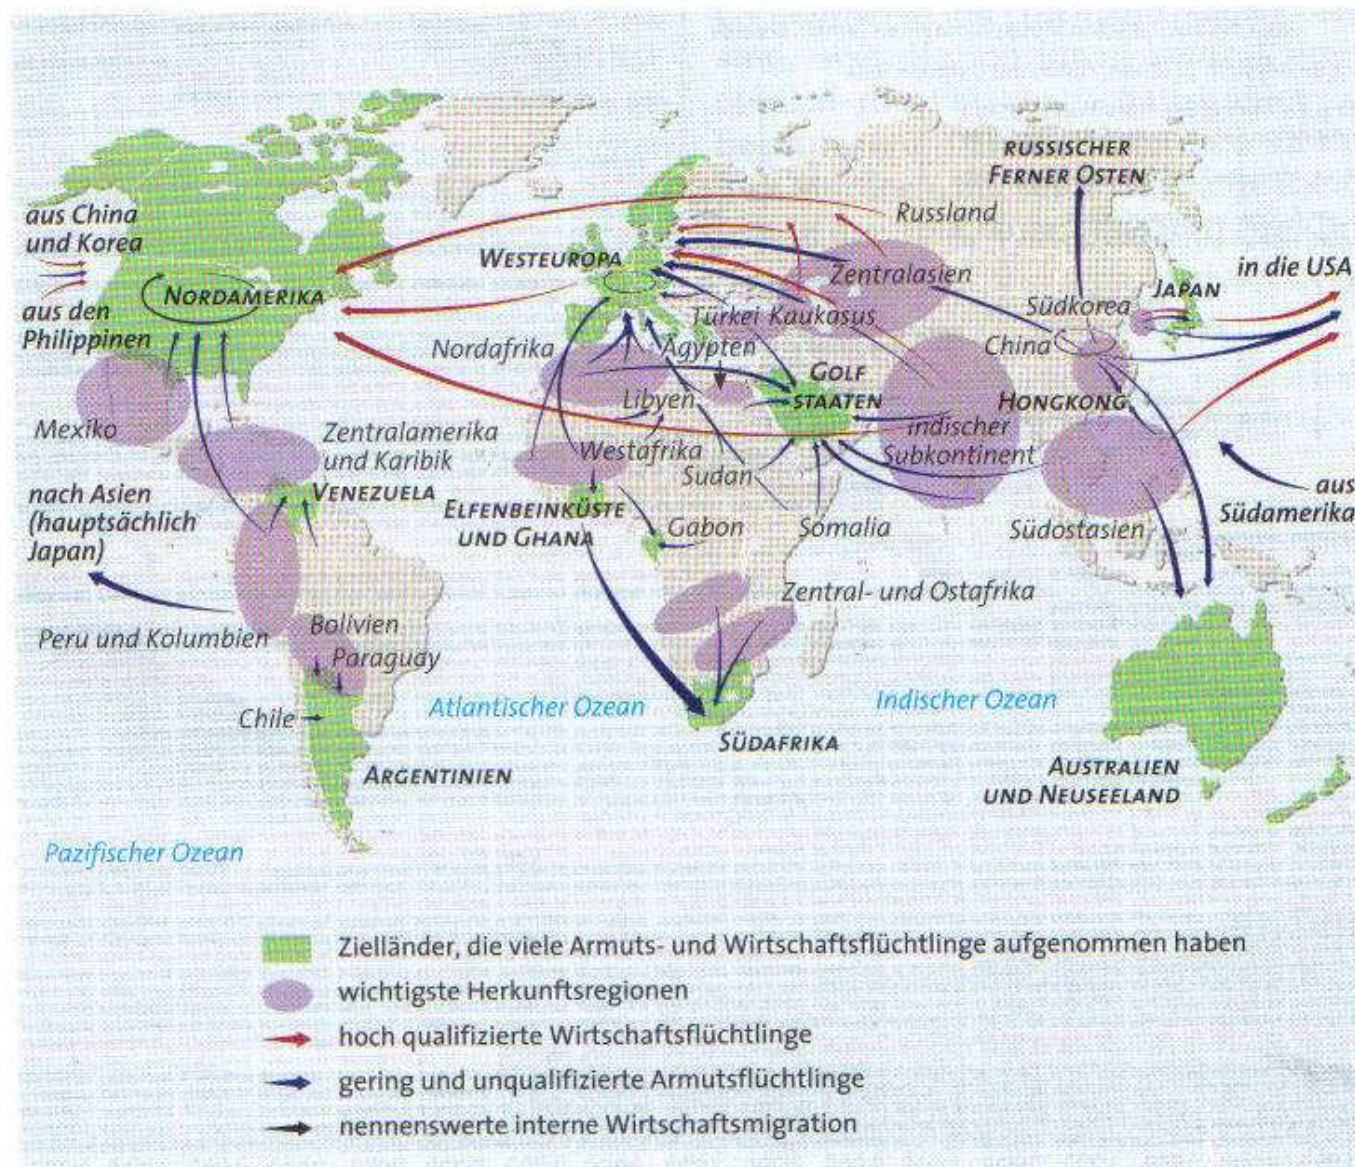 RUSSISCHER
FERNER OSTEN
aus China
und Korea
Russland
WESTEUROPA
Zentralasien
in die USA
NORDAMERIKA
JAPAN
aus den
Philippinen
Südkorea
Türkei Kaukasus
China
Nordafrika
Ägypten
GOLF
STAATEN
HONGKONG
Libyen
Mexiko
Zentralamerika
und Karibik
Westafrika
indischer
Subkontinent
Sudan
nach Asien
(hauptsächlich
Japan)
VENEZUELA
ELFENBEINKÜSTE
UND GHANA
Gabon
Somalia
Südostasien
aus
Südamerika
Zentral- und Ostafrika
Peru und Kolumbien
Bolivien
Paraguay
Chile
Atlantischer Ozean
Indischer Ozean
SÜDAFRIKA
ARGENTINIEN
AUSTRALIEN
UND NEUSEELAND
Pazifischer Ozean
Zielländer, die viele Armuts- und Wirtschaftsflüchtlinge aufgenommen haben
wichtigste Herkunftsregionen
hoch qualifizierte Wirtschaftsflüchtlinge
gering und unqualifizierte Armutsflüchtlinge
nennenswerte interne Wirtschaftsmigration